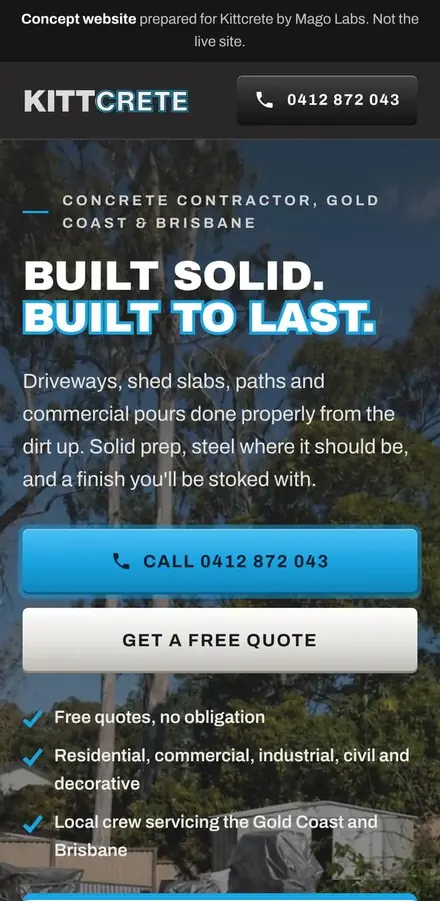 Concept website prepared for Kittcrete by Mago Labs. Not the
live site.
KITTCRETE
0412 872 043
CONCRETE CONTRACTOR, GOLD
COAST & BRISBANE
BUILT SOLID.
BUILT TO LAST.
Driveways, shed slabs, paths and
commercial pours done properly from the
dirt up. Solid prep, steel where it should be,
and a finish you'll be stoked with.
CALL 0412 872 043
GET A FREE QUOTE
Free quotes, no obligation
Residential, commercial, industrial, civil and
decorative
Local crew servicing the Gold Coast and
Brisbane